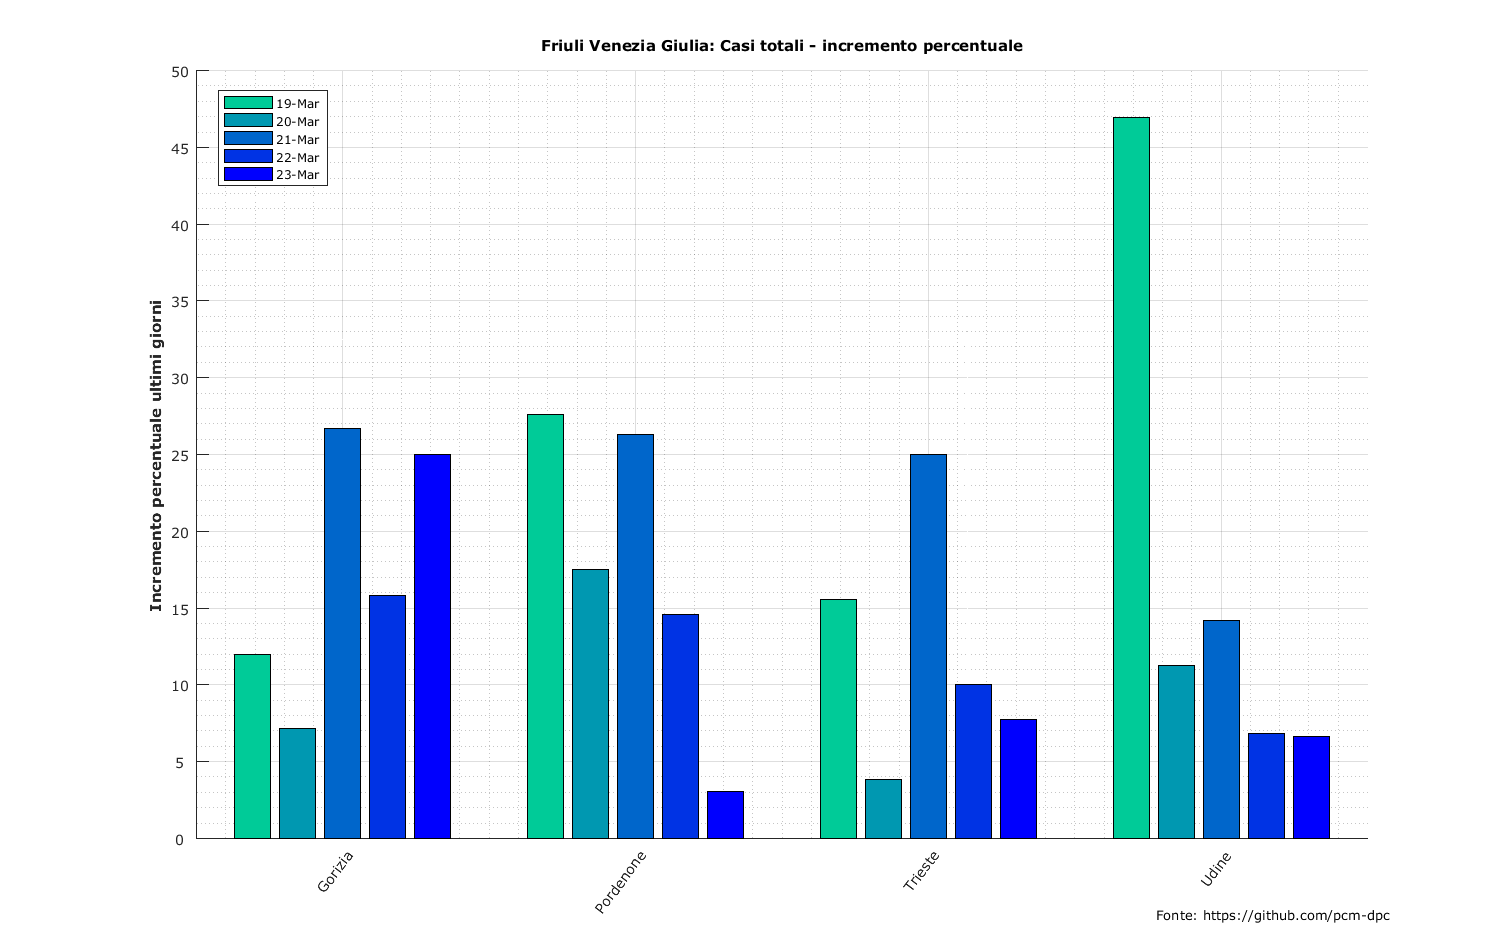 Friuli Venezia Giulia: Casi totali - incremento percentuale
Incremento percentuale ultimi giorni
50
45
40
35
30
25
20
15
10
5
0
19-Mar
20-Mar
21-Mar
22-Mar
23-Mar
Gorizia
Pordenone
Trieste
Udine
Fonte: https://github.com/pcm-dpc